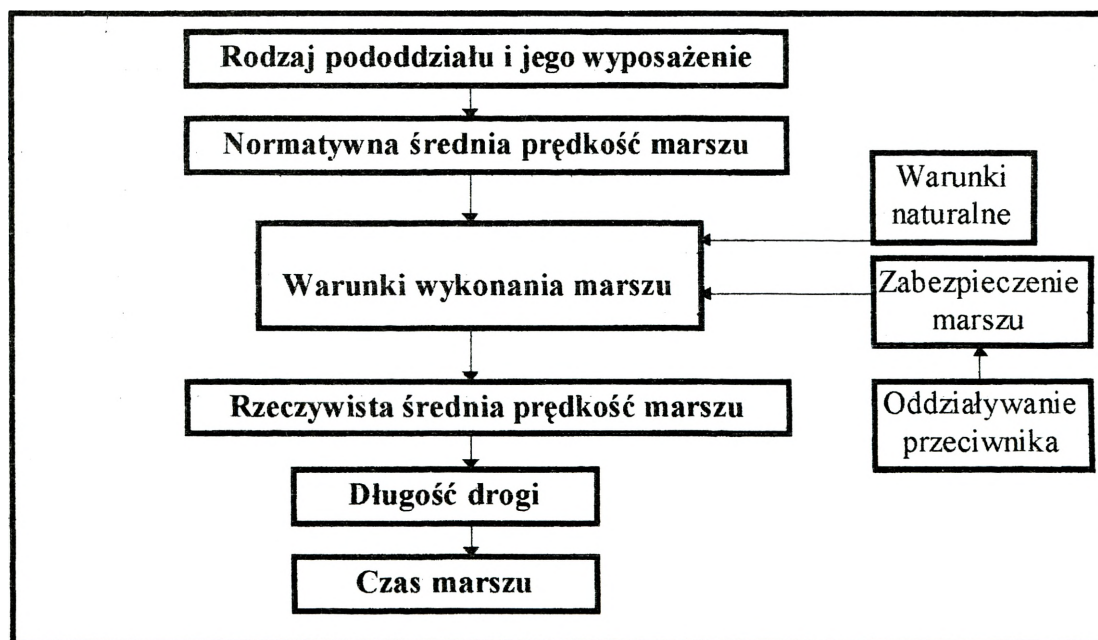 Rodzaj pododdziału i jego wyposażenie
Normatywna średnia prędkość marszu
Warunki
naturalne
Warunki wykonania marszu
Zabezpieczenie
marszu
Rzeczywista średnia prędkość marszu
Oddziaływanie
przeciwnika
Długość drogi
Czas marszu